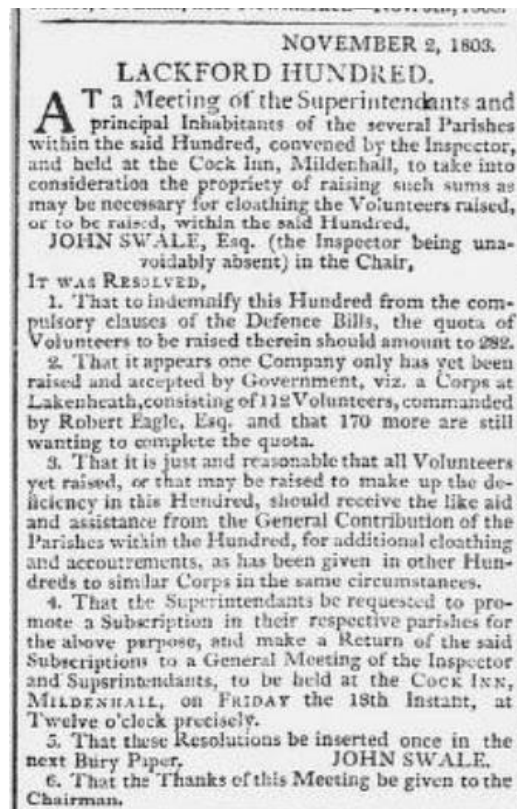 NOVEMBER 2, 1803.
LACKFORD HUNDRED.
AT a Meeting of the Superintendants and
principal Inhabitants of the several Parishes
within the said Hundred, convened by the Inspector,
and held at the Cock Inn, Mildenhall, to take into
consideration the propriety of raising such sums as
may be necessary for cloathing the Volunteers raised,
or to be raised, within the said Hundred,
JOHN SWALE, Esq. (the Inspector being una-
voidably absent) in the Chair,
IT WAS RESOLVED,
1. That to indemnify this Hundred from the com-
pulsory clauses of the Defence Bills, the quota of
Volunteers to be raised therein should amount to 282.
2. That it appears one Company only has yet been
raised and accepted by Government, viz. a Corps at
Lakenheath, consisting of 112 Volunteers, commanded
by Robert Eagle, Esq. and that 170 more are still
wanting to complete the quota.
3. That it is just and reasonable that all Volunteers
yet raised, or that may be raised to make up the de-
ficiency in this Hundred, should receive the like aid
and assistance from the General Contribution of the
Parishes within the Hundred, for additional cloathing
and accoutrements, as has been given in other Hun-
dreds to similar Corps in the same circumstances.
4. That the Superintendants be requested to pro-
mote a Subscription in their respective parishes for
the above purpose, and make a Return of the said
Subscriptions to a General Meeting of the Inspector
and Supsrintendants, to be held at the COCK INN,
MILDENHALL, on FRIDAY the 18th Instant, at
Twelve o'clock precisely.
5. That these Resolutions be inserted once in the
next Bury Paper, JOHN SWALE.
6. That the Thanks of this Meeting be given to the
Chairman.